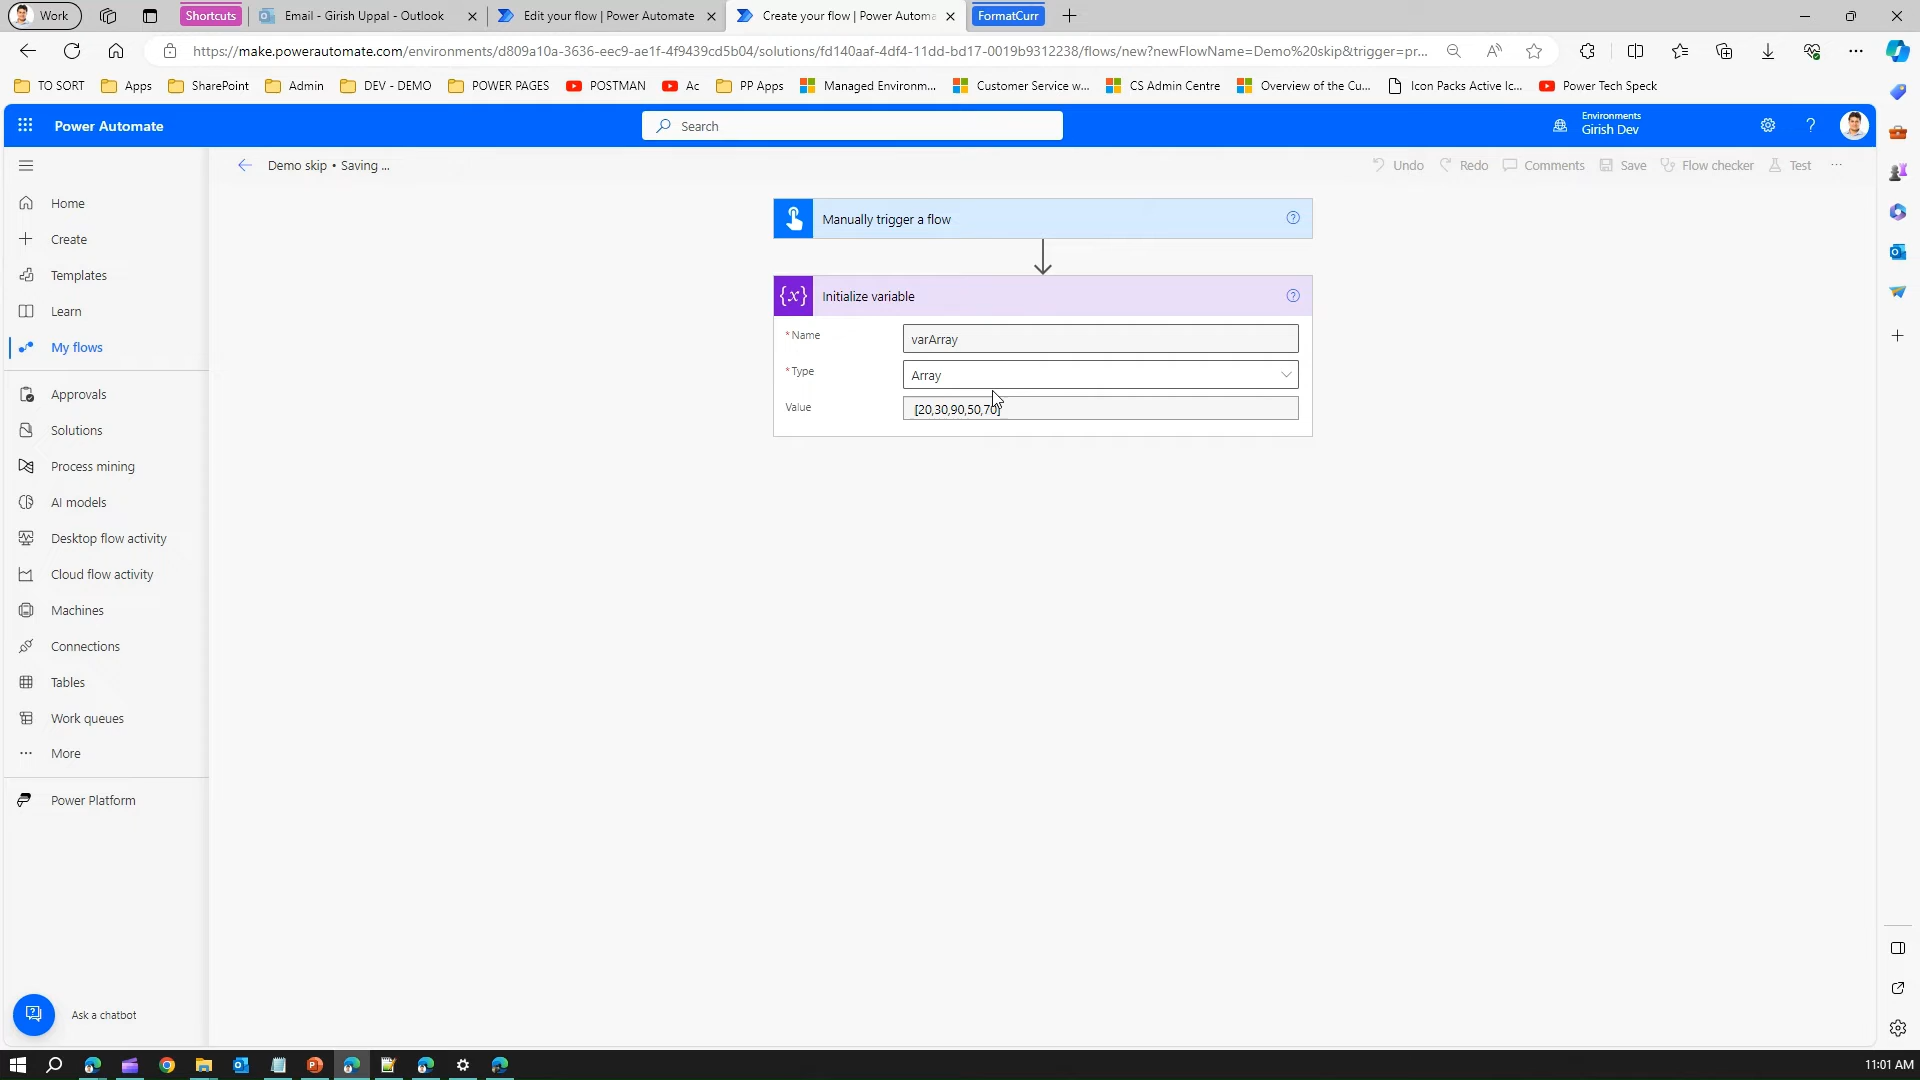 Work
Shortcuts
Email - Girish Uppal - Outlook
Edit your flow | Power Automate
Create your flow | Power Automa
FormatCurr
https://make.powerautomate.com/environments/d809a10a-3636-eec9-ae1f-4f9439cd5b04/solutions/fd140aaf-4df4-11dd-bd17-0019b9312238/flows/new?newFlowName=Demo%20skip&trigger=pr...
TO SORT
Apps
SharePoint
Admin
DEV - DEMO
POWER PAGES
POSTMAN
Ac
PP Apps
Managed Environm...
Customer Service w...
CS Admin Centre
Overview of the Cu...
Icon Packs Active Ic...
Power Tech Speck
Power Automate
Search
Environments
Girish Dev
Demo skip • Saving ...
Undo
Redo
Comments
Save
Flow checker
Test
Home
Create
Templates
Learn
My flows
Approvals
Solutions
Process mining
AI models
Desktop flow activity
Cloud flow activity
Machines
Connections
Tables
Work queues
More
Power Platform
Ask a chatbot
Manually trigger a flow
{x} Initialize variable
* Name
varArray
* Type
Array
Value
[20,30,90,50,70]
11:01 AM